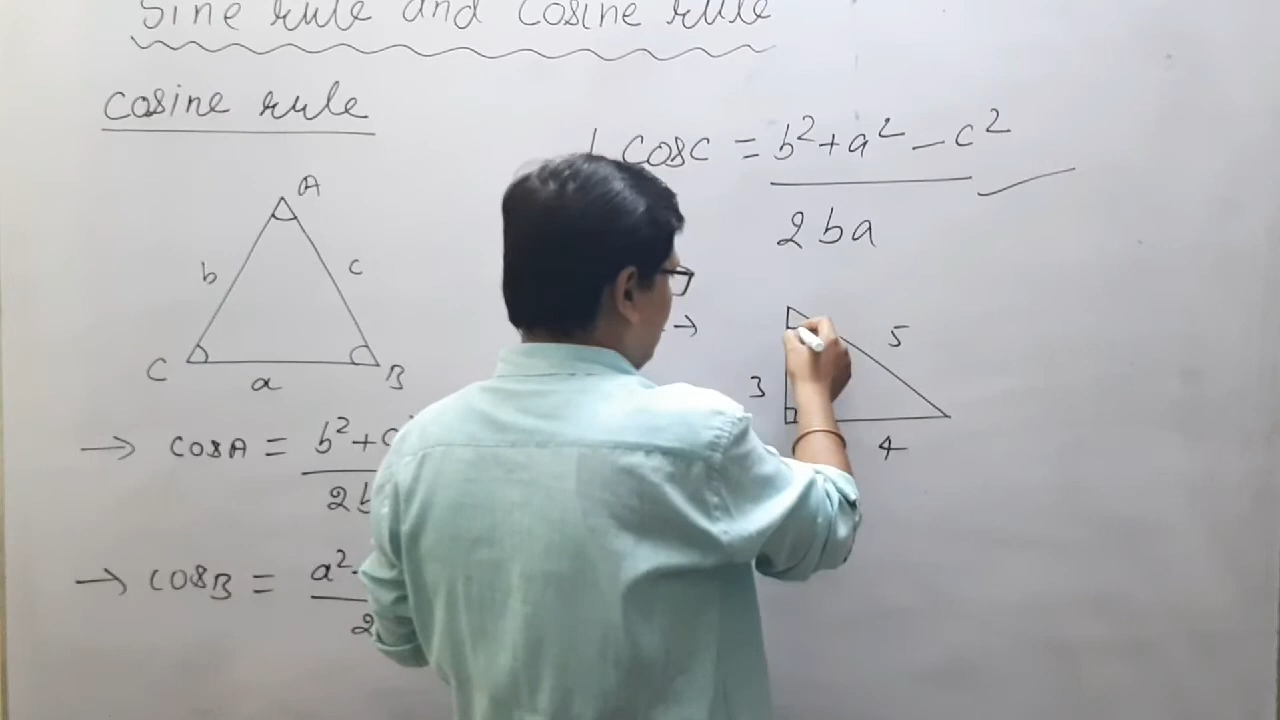 Sine rule and Cosine rule
cosine rule
A
b c
C a B
→ cosA = b²+c
2b
→ cosB = a²-
2
cosc = b²+a²-c²
2ba
→
3 5
4